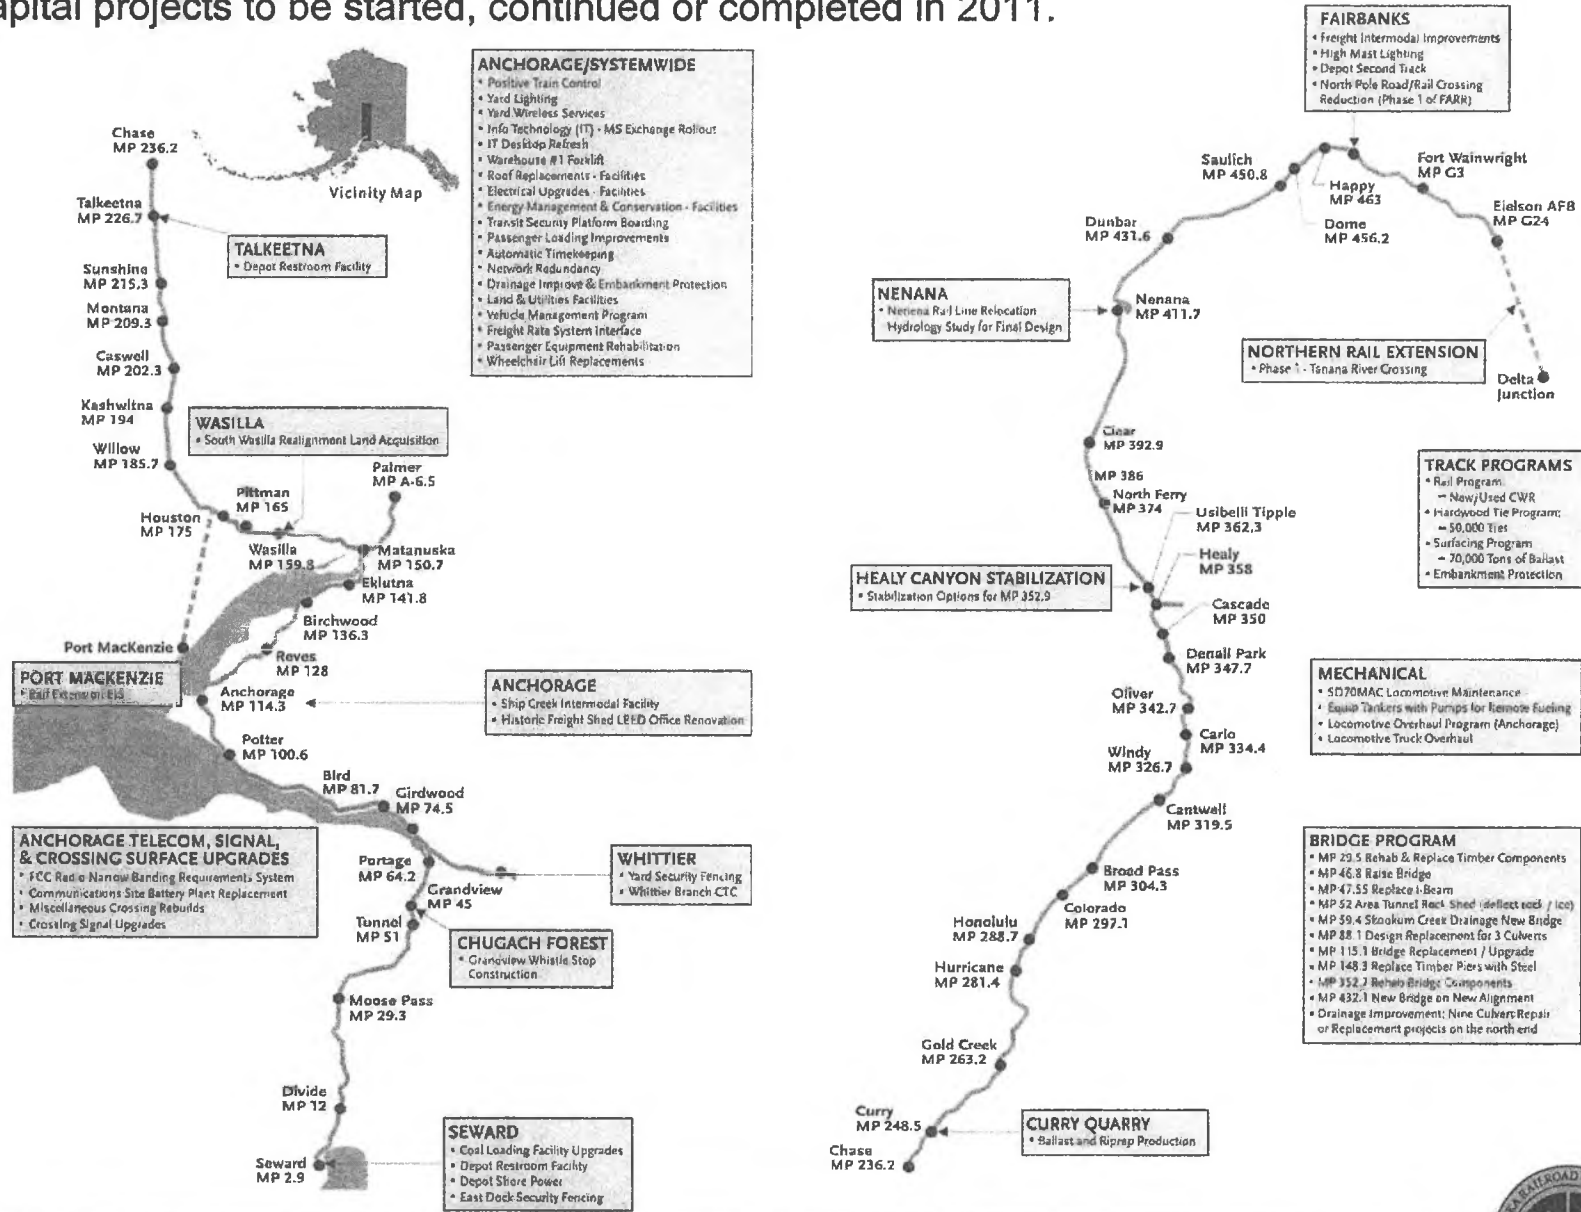 apital projects to be started, continued or completed in 2011.
FAIRBANKS
• Freight Intermodal Improvements
• High Mast Lighting
• Depot Second Track
• North Pole Road/Rail Crossing
Reduction (Phase 1 of FARR)
ANCHORAGE/SYSTEMWIDE
• Positive Train Control
• Yard Lighting
• Yard Wireless Services
• Info Technology (IT) - MS Exchange Rollout
• IT Desktop Refresh
• Warehouse #1 Forklift
• Roof Replacements - Facilities
• Electrical Upgrades - Facilities
• Energy Management & Conservation - Facilities
• Transit Security Platform Boarding
• Passenger Loading Improvements
• Automatic Timekeeping
• Network Redundancy
• Drainage Improve & Embankment Protection
• Land & Utilities Facilities
• Vehicle Management Program
• Freight Rate System Interface
• Passenger Equipment Rehabilitation
• Wheelchair Lift Replacements
Vicinity Map
Chase
MP 236.2
Talkeetna
MP 226.7
TALKEETNA
• Depot Restroom Facility
Sunshine
MP 215.3
Montana
MP 209.3
Caswell
MP 202.3
Kashwitna
MP 194
WASILLA
• South Wasilla Realignment Land Acquisition
Willow
MP 185.7
Palmer
MP A-6.5
Pittman
MP 165
Houston
MP 175
Wasilla
MP 159.8
Matanuska
MP 150.7
Eklutna
MP 141.8
Birchwood
MP 136.3
Port MacKenzie
Reves
MP 128
PORT MACKENZIE
• Rail Extension EIS
Anchorage
MP 114.3
ANCHORAGE
• Ship Creek Intermodal Facility
• Historic Freight Shed LEED Office Renovation
Potter
MP 100.6
Bird
MP 81.7
Girdwood
MP 74.5
ANCHORAGE TELECOM, SIGNAL,
& CROSSING SURFACE UPGRADES
• FCC Radio Narrow Banding Requirements System
• Communications Site Battery Plant Replacement
• Miscellaneous Crossing Rebuilds
• Crossing Signal Upgrades
Portage
MP 64.2
WHITTIER
• Yard Security Fencing
• Whittier Branch CTC
Grandview
MP 45
Tunnel
MP 51
CHUGACH FOREST
• Grandview Whistle Stop
Construction
Moose Pass
MP 29.3
Divide
MP 12
SEWARD
• Coal Loading Facility Upgrades
• Depot Restroom Facility
• Depot Shore Power
• East Dock Security Fencing
Seward
MP 2.9
Saulich
MP 450.8
Happy
MP 463
Fort Wainwright
MP G3
Dome
MP 456.2
Eielson AFB
MP G24
Dunbar
MP 431.6
NENANA
• Nenana Rail Line Relocation
Hydrology Study for Final Design
Nenana
MP 411.7
NORTHERN RAIL EXTENSION
• Phase 1 - Tanana River Crossing
Delta
Junction
Clear
MP 392.9
MP 386
North Ferry
MP 374
TRACK PROGRAMS
• Rail Program
– New/Used CWR
• Hardwood Tie Program:
– 50,000 Ties
• Surfacing Program
– 70,000 Tons of Ballast
• Embankment Protection
Usibelli Tipple
MP 362.3
Healy
MP 358
HEALY CANYON STABILIZATION
• Stabilization Options for MP 352.9
Cascade
MP 350
Denali Park
MP 347.7
MECHANICAL
• SD70MAC Locomotive Maintenance
• Equip Tankers with Pumps for Remote Fueling
• Locomotive Overhaul Program (Anchorage)
• Locomotive Truck Overhaul
Oliver
MP 342.7
Carlo
MP 334.4
Windy
MP 326.7
Cantwell
MP 319.5
BRIDGE PROGRAM
• MP 29.5 Rehab & Replace Timber Components
• MP 46.8 Raise Bridge
• MP 47.55 Replace I-Beam
• MP 52 Area Tunnel Rock Shed (deflect rock / ice)
• MP 59.4 Skookum Creek Drainage New Bridge
• MP 88.1 Design Replacement for 3 Culverts
• MP 115.1 Bridge Replacement / Upgrade
• MP 148.3 Replace Timber Piers with Steel
• MP 352.7 Rehab Bridge Components
• MP 432.1 New Bridge on New Alignment
• Drainage Improvement: Nine Culvert Repair
or Replacement projects on the north end
Broad Pass
MP 304.3
Colorado
MP 297.1
Honolulu
MP 288.7
Hurricane
MP 281.4
Gold Creek
MP 263.2
Curry
MP 248.5
CURRY QUARRY
• Ballast and Riprap Production
Chase
MP 236.2
RAILROAD